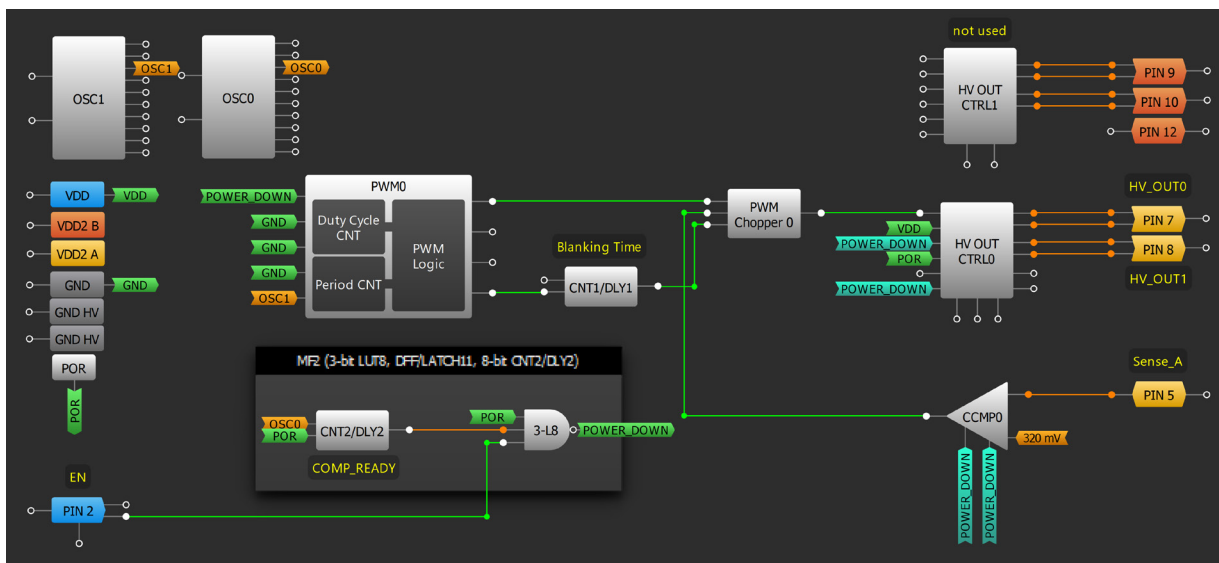 not used
OSC1
OSC1
OSC0
OSC0
HV OUT
CTRL1
PIN 9
PIN 10
PIN 12
VDD
VDD
VDD2 B
VDD2 A
GND
GND
GND HV
GND HV
POR
POR
POWER_DOWN
GND
GND
GND
OSC1
PWM0
Duty Cycle
CNT
Period CNT
PWM
Logic
Blanking Time
CNT1/DLY1
PWM
Chopper 0
VDD
POWER_DOWN
POR
POWER_DOWN
HV OUT
CTRL0
HV_OUT0
PIN 7
PIN 8
HV_OUT1
MF2 (3-bit LUT8, DFF/LATCH11, 8-bit CNT2/DLY2)
OSC0
POR
CNT2/DLY2
COMP_READY
POR
3-L8
POWER_DOWN
Sense_A
PIN 5
CCMP0
320 mV
POWER_DOWN
POWER_DOWN
EN
PIN 2